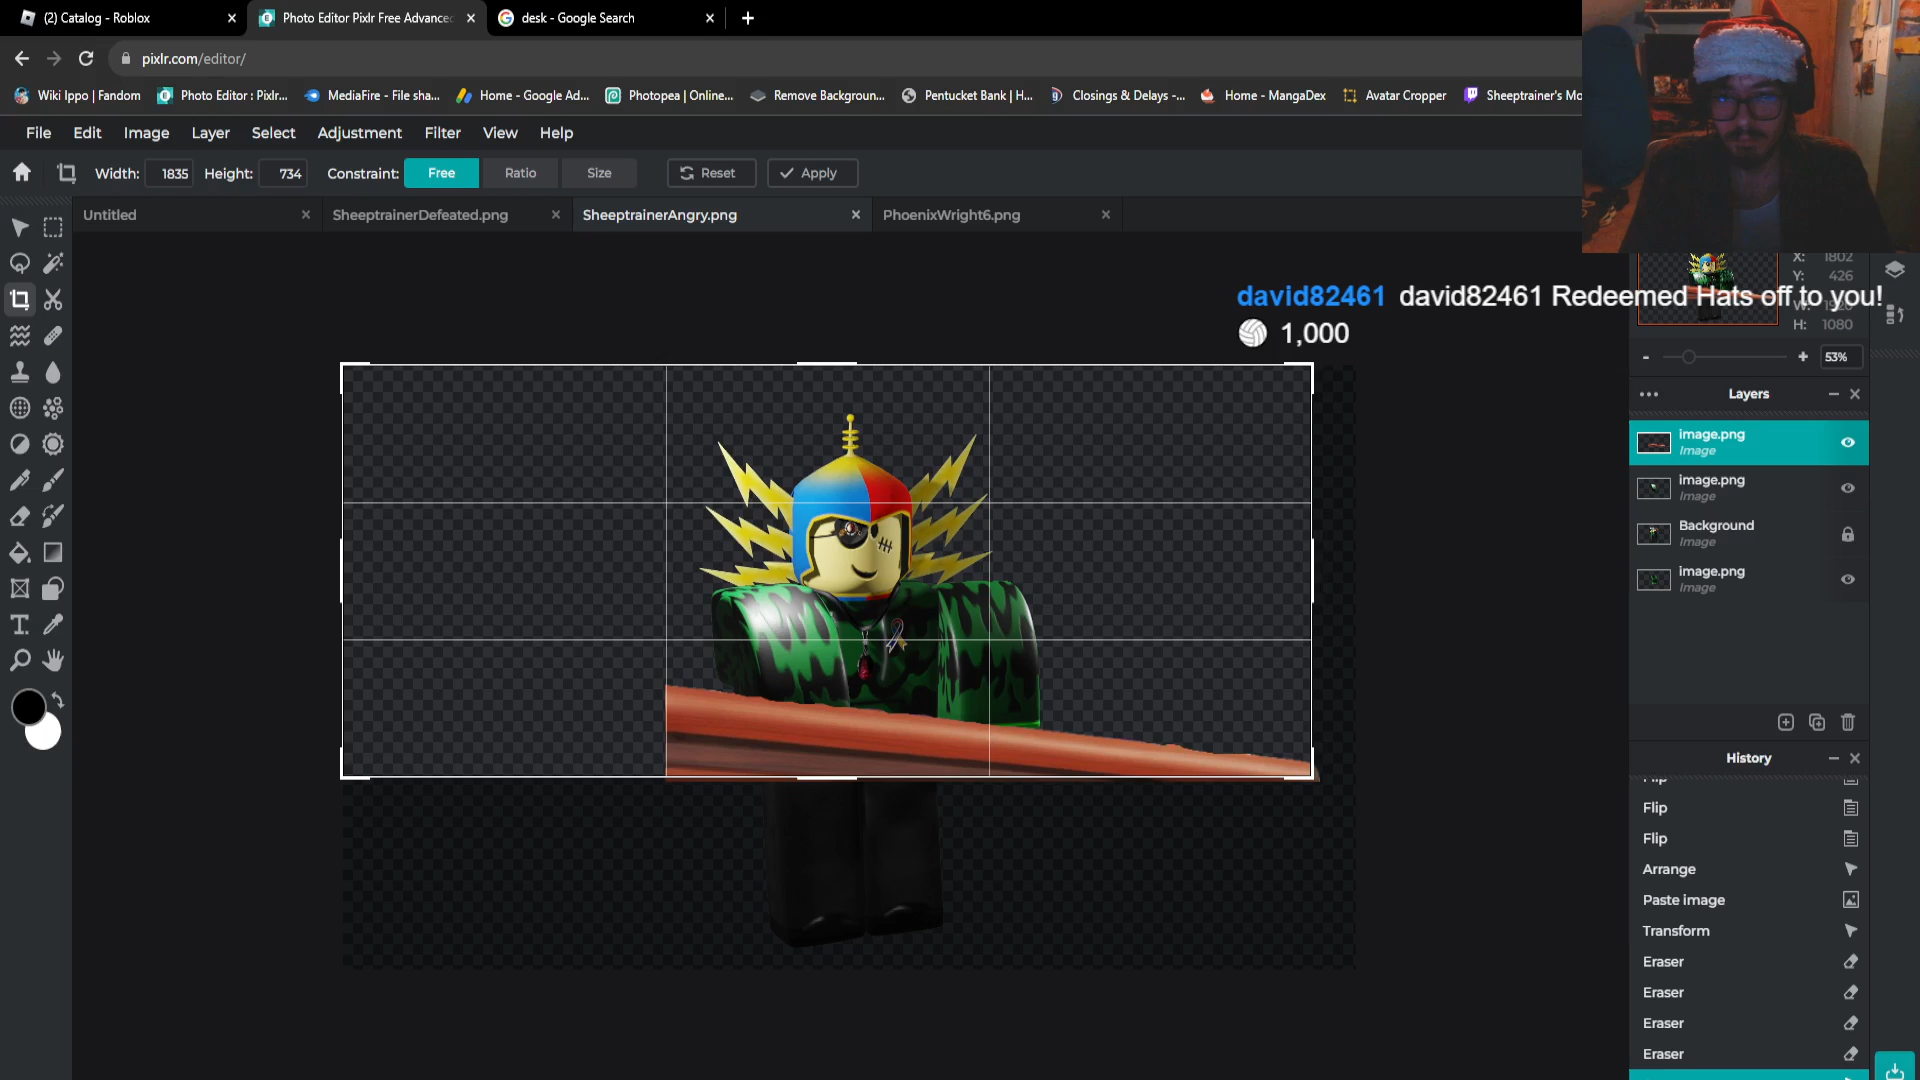 (2) Catalog - Roblox
Photo Editor Pixlr Free Advance
desk - Google Search
pixlr.com/editor/
Wiki Ippo | Fandom
Photo Editor : Pixlr...
MediaFire - File sha...
Home - Google Ad...
Photopea | Online...
Remove Backgroun...
Pentucket Bank | H...
Closings & Delays -...
Home - MangaDex
Avatar Cropper
Sheeptrainer's Mo
File Edit Image Layer Select Adjustment Filter View Help
Width: 1835 Height: 734 Constraint: Free Ratio Size Reset Apply
Untitled
SheeptrainerDefeated.png
SheeptrainerAngry.png
PhoenixWright6.png
X: 1802
Y: 426
david82461 david82461 Redeemed Hats off to you!
1,000
W:
H: 1080
- + 53%
Layers
image.png
Image
image.png
Image
Background
Image
image.png
Image
History
Flip
Flip
Flip
Arrange
Paste image
Transform
Eraser
Eraser
Eraser
Eraser